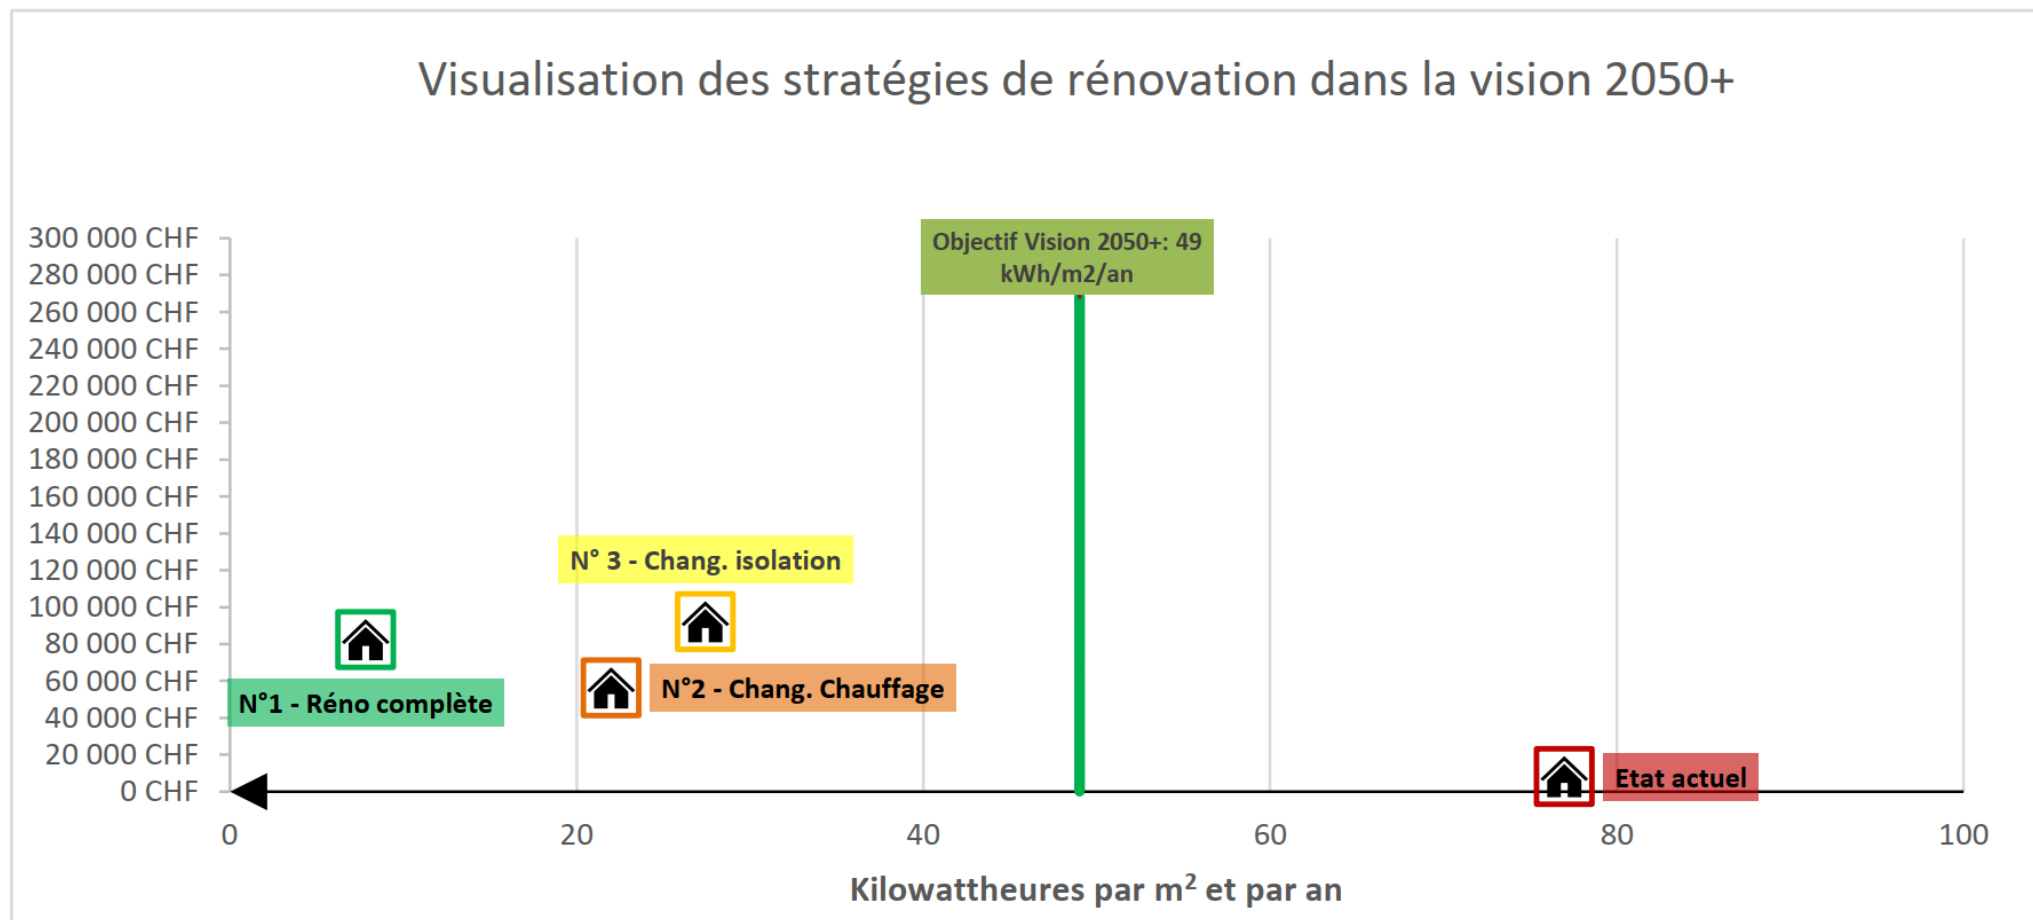 Visualisation des stratégies de rénovation dans la vision 2050+
300 000 CHF
280 000 CHF
260 000 CHF
240 000 CHF
220 000 CHF
200 000 CHF
180 000 CHF
160 000 CHF
140 000 CHF
120 000 CHF
100 000 CHF
80 000 CHF
60 000 CHF
40 000 CHF
20 000 CHF
0 CHF
Objectif Vision 2050+: 49
kWh/m2/an
N° 3 - Chang. isolation
N°2 - Chang. Chauffage
N°1 - Réno complète
Etat actuel
0 20 40 60 80 100
Kilowattheures par m² et par an